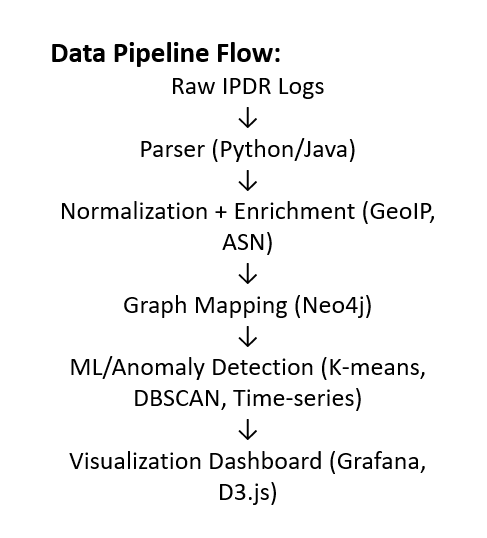 Data Pipeline Flow:
Raw IPDR Logs
↓
Parser (Python/Java)
↓
Normalization + Enrichment (GeoIP,
ASN)
↓
Graph Mapping (Neo4j)
↓
ML/Anomaly Detection (K-means,
DBSCAN, Time-series)
↓
Visualization Dashboard (Grafana,
D3.js)